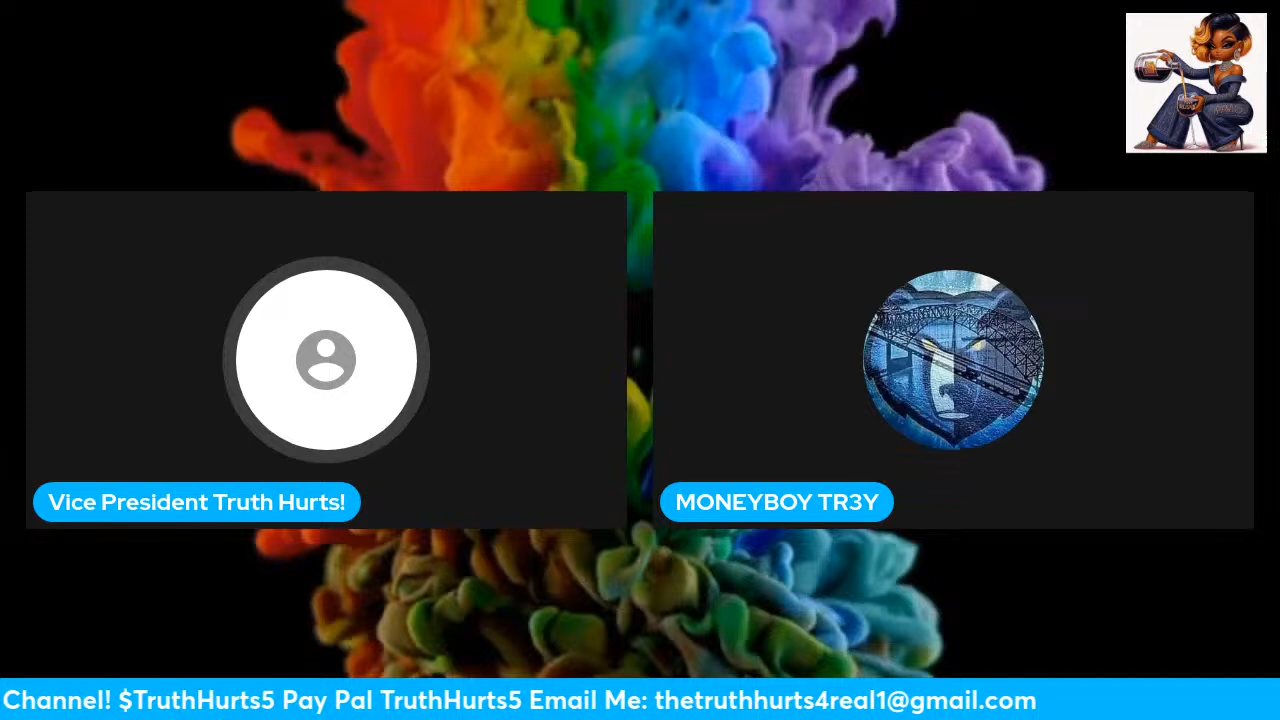 Vice President Truth Hurts!
MONEYBOY TR3Y
Channel! $TruthHurts5 Pay Pal TruthHurts5 Email Me: thetruthhurts4real1@gmail.com